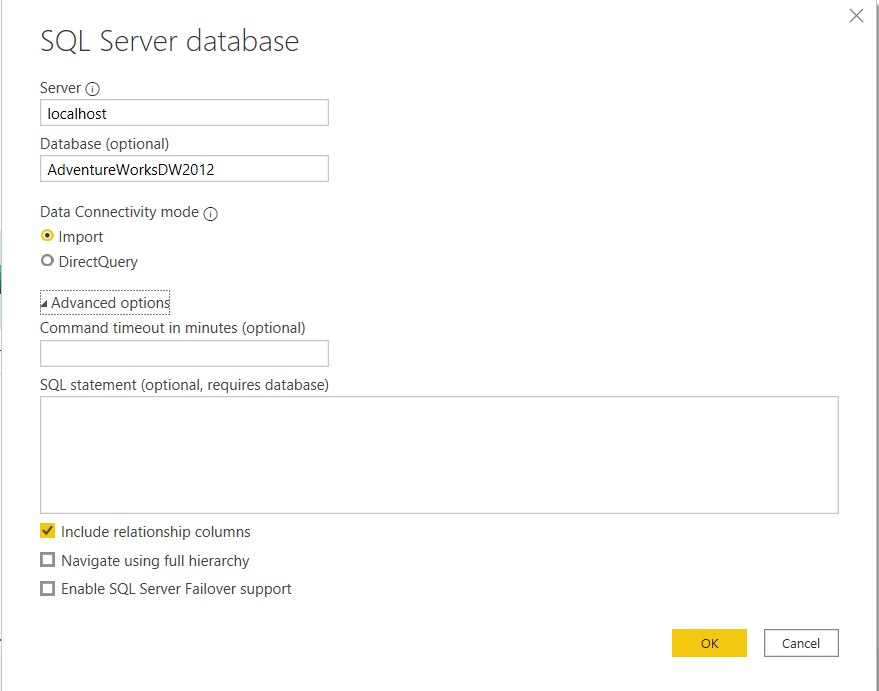 SQL Server database
Server
localhost
Database (optional)
AdventureWorksDW2012
Data Connectivity mode
Import
DirectQuery
Advanced options
Command timeout in minutes (optional)
SQL statement (optional, requires database)
Include relationship columns
Navigate using full hierarchy
Enable SQL Server Failover support
OK Cancel